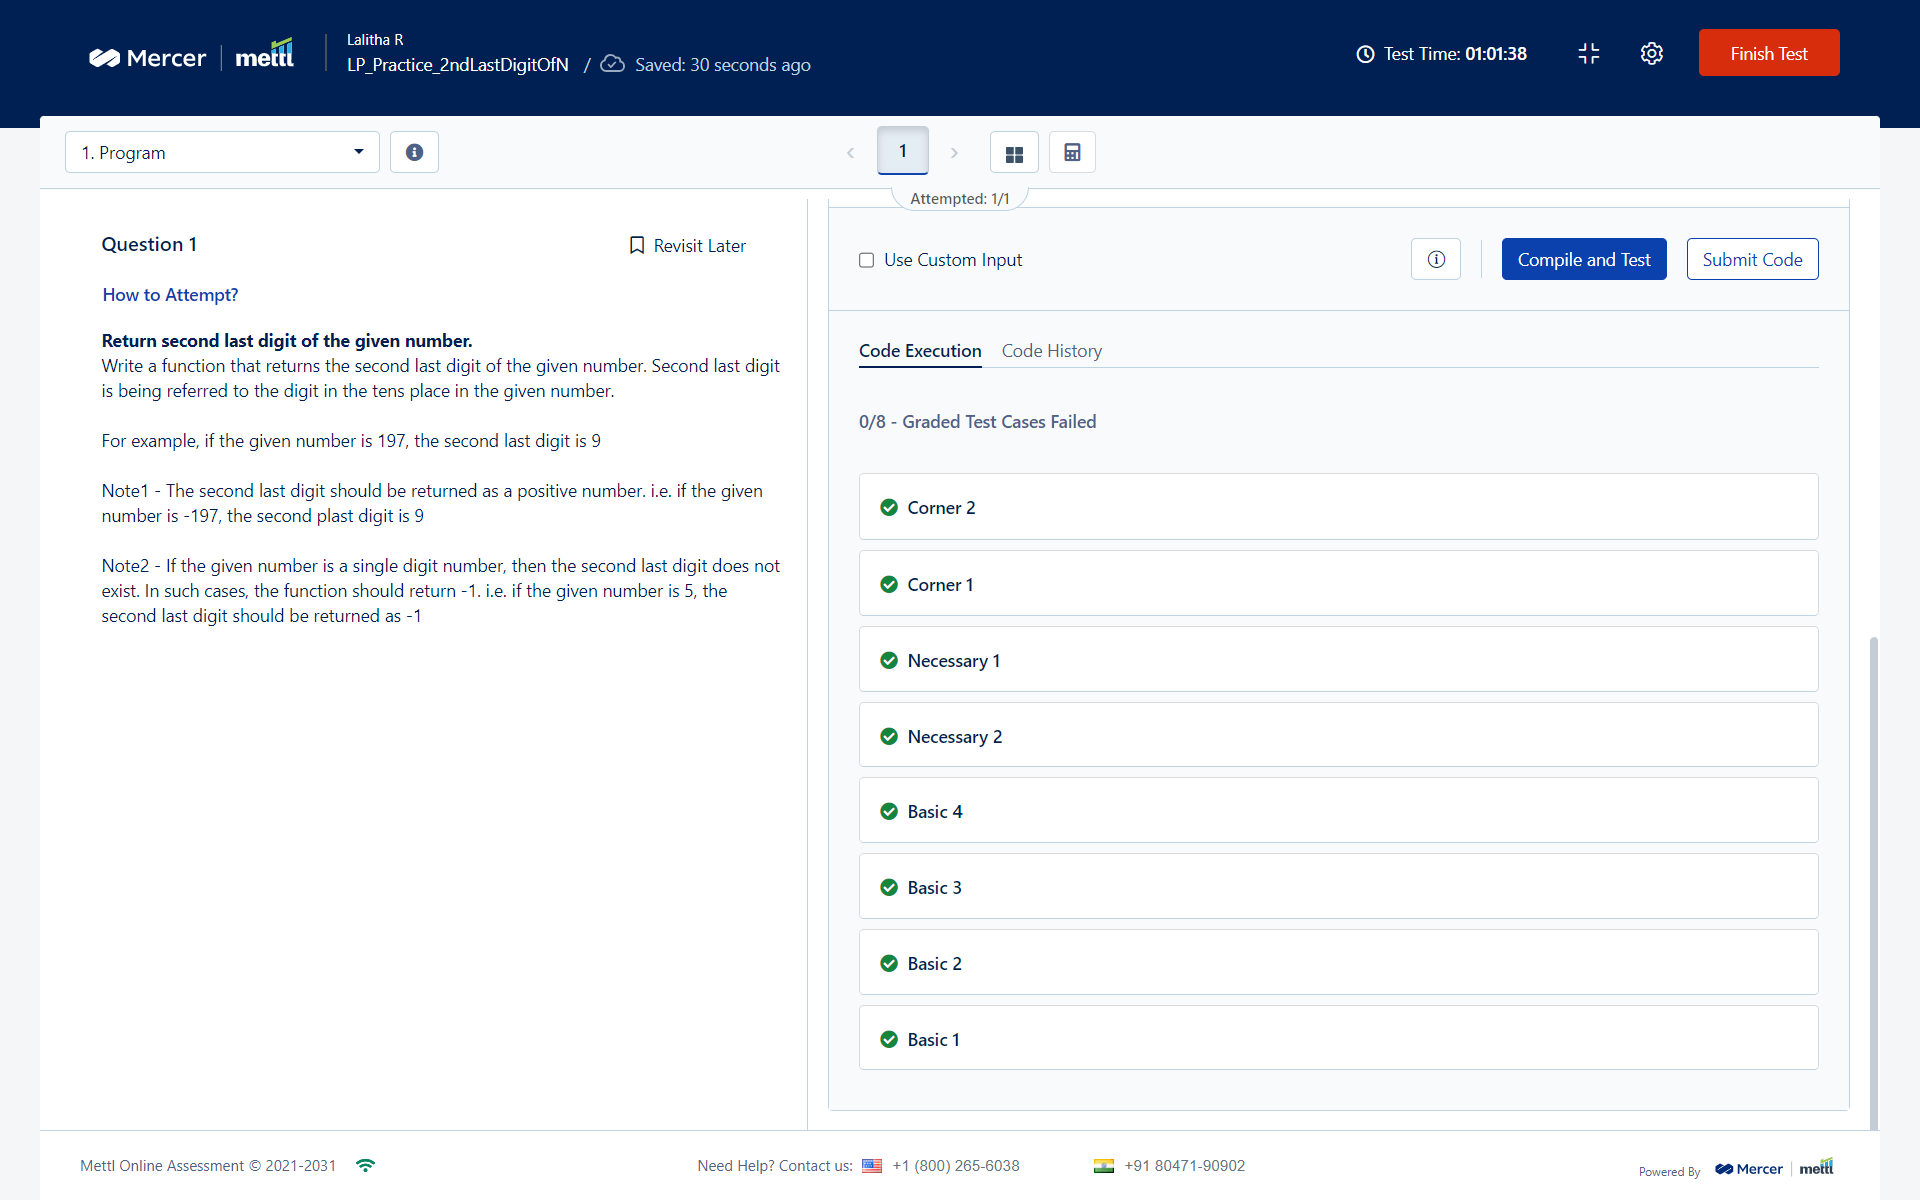 Mercer
mettl
Lalitha R
LP_Practice_2ndLastDigitOfN / Saved: 30 seconds ago
Test Time: 01:01:38
Finish Test
1. Program
1
Attempted: 1/1
Question 1
Revisit Later
How to Attempt?
Return second last digit of the given number.
Write a function that returns the second last digit of the given number. Second last digit
is being referred to the digit in the tens place in the given number.
For example, if the given number is 197, the second last digit is 9
Note1 - The second last digit should be returned as a positive number. i.e. if the given
number is -197, the second plast digit is 9
Note2 - If the given number is a single digit number, then the second last digit does not
exist. In such cases, the function should return -1. i.e. if the given number is 5, the
second last digit should be returned as -1
Use Custom Input
Compile and Test
Submit Code
Code Execution
Code History
0/8 - Graded Test Cases Failed
Corner 2
Corner 1
Necessary 1
Necessary 2
Basic 4
Basic 3
Basic 2
Basic 1
Mettl Online Assessment © 2021-2031
Need Help? Contact us: +1 (800) 265-6038
+91 80471-90902
Powered By Mercer mettl